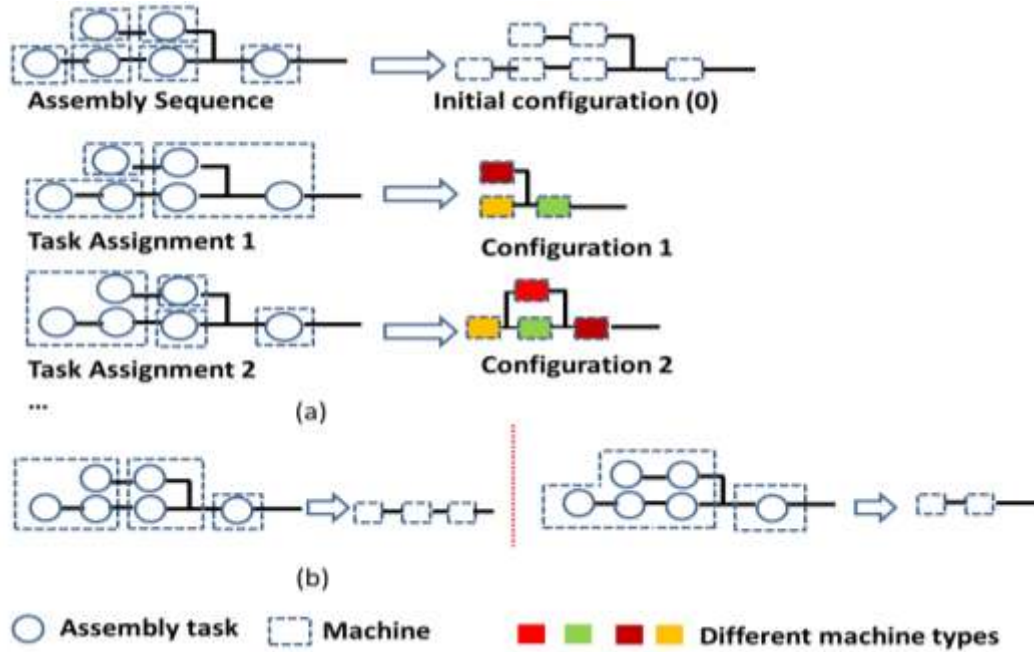 Assembly Sequence
Initial configuration (0)
Task Assignment 1
Configuration 1
Task Assignment 2
Configuration 2
...
(a)
(b)
Assembly task
Machine
Different machine types